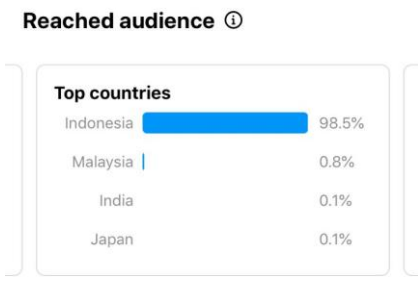 Reached audience
Top countries
Indonesia 98.5%
Malaysia 0.8%
India 0.1%
Japan 0.1%